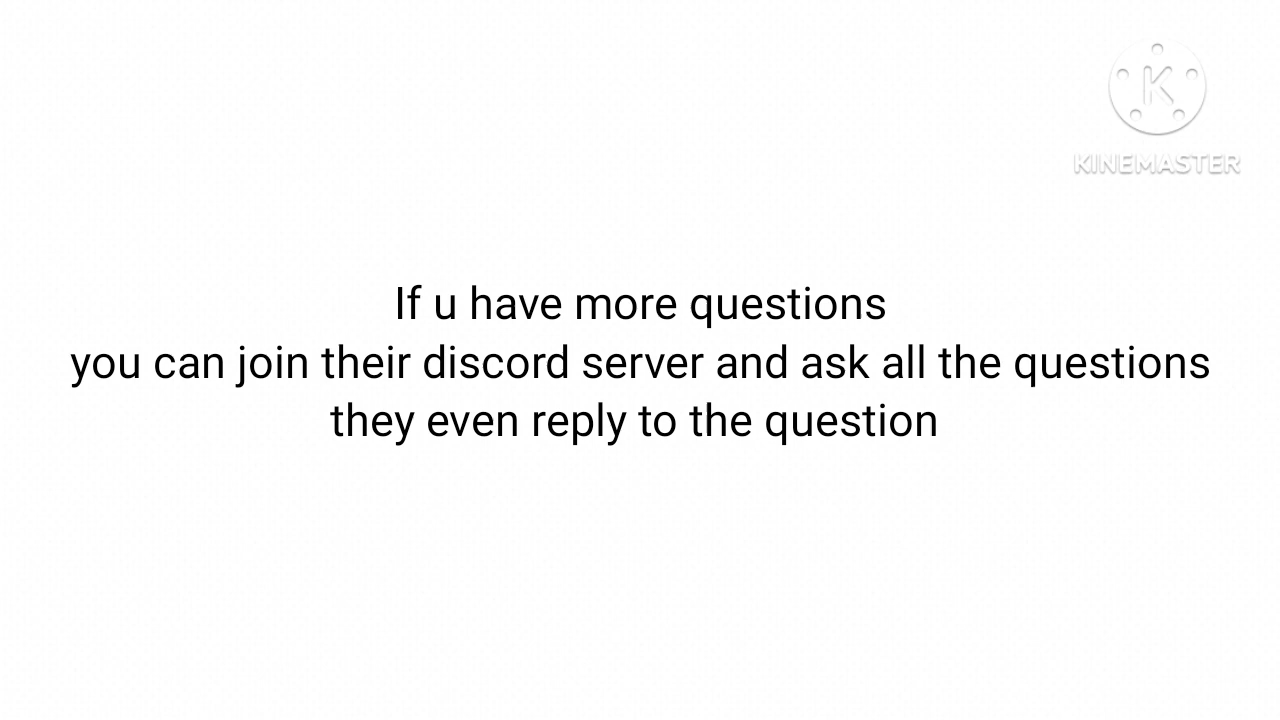 K
KINEMASTER
If u have more questions
you can join their discord server and ask all the questions
they even reply to the question